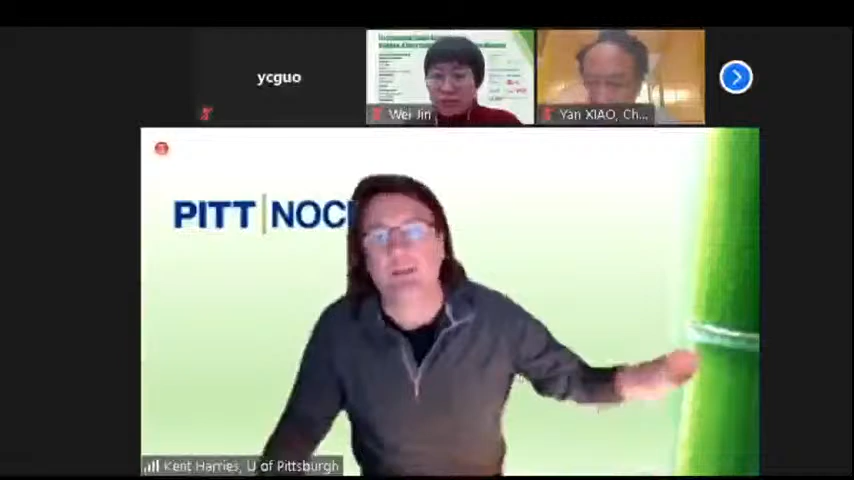 ycguo
Wei Jin
Yan XIAO, Ch...
PITT NOC
Kent Harries, U of Pittsburgh